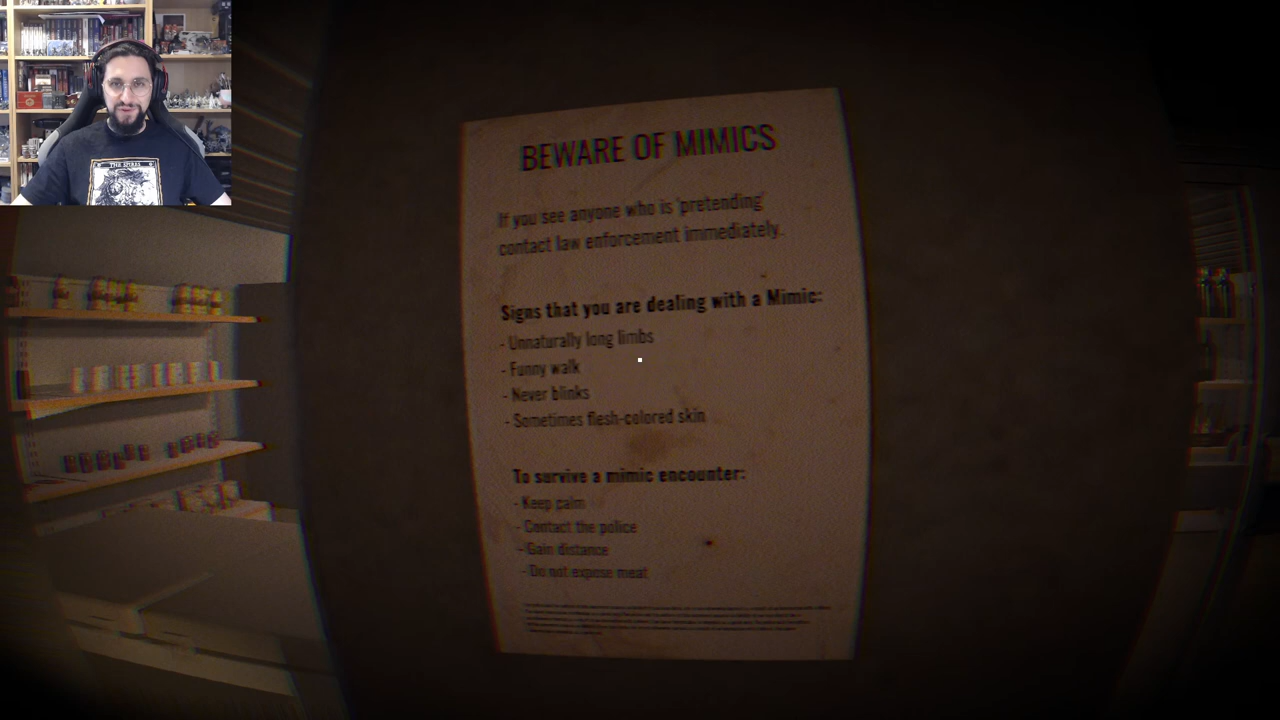 BEWARE OF MIMICS
If you see anyone who is 'pretending'
contact law enforcement immediately.
Signs that you are dealing with a Mimic:
- Unnaturally long limbs
- Funny walk
- Never blinks
- Sometimes flesh-colored skin
To survive a mimic encounter:
- Keep calm
- Contact the police
- Gain distance
- Do not expose meat